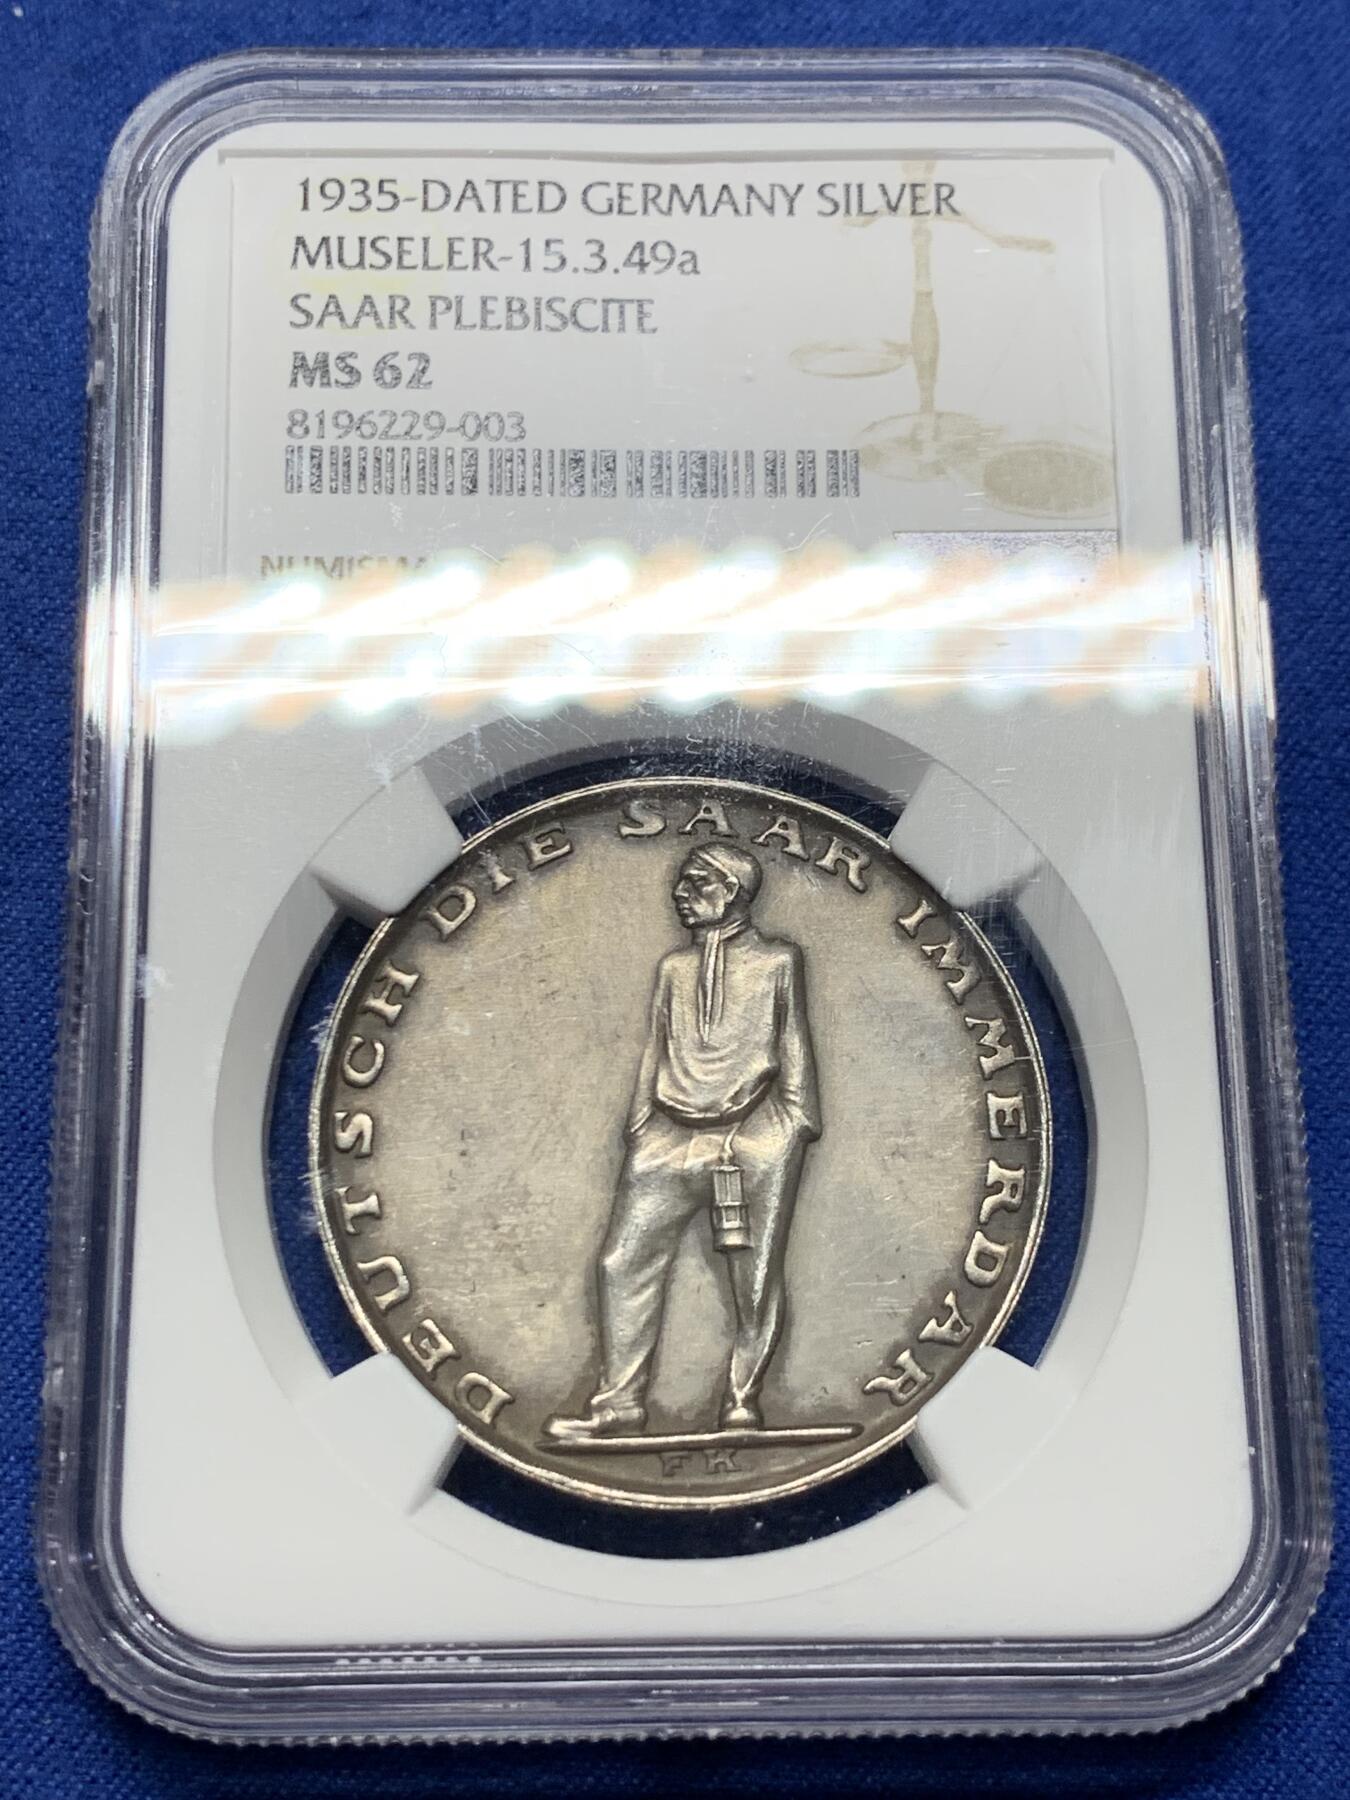 1935-DATED GERMANY SILVER
MUSELER-15.3.49a
SAAR PLEBISCITE
MS 62
8196229-003
DEUTSCH DIE SAAR IMMERDAR
FK